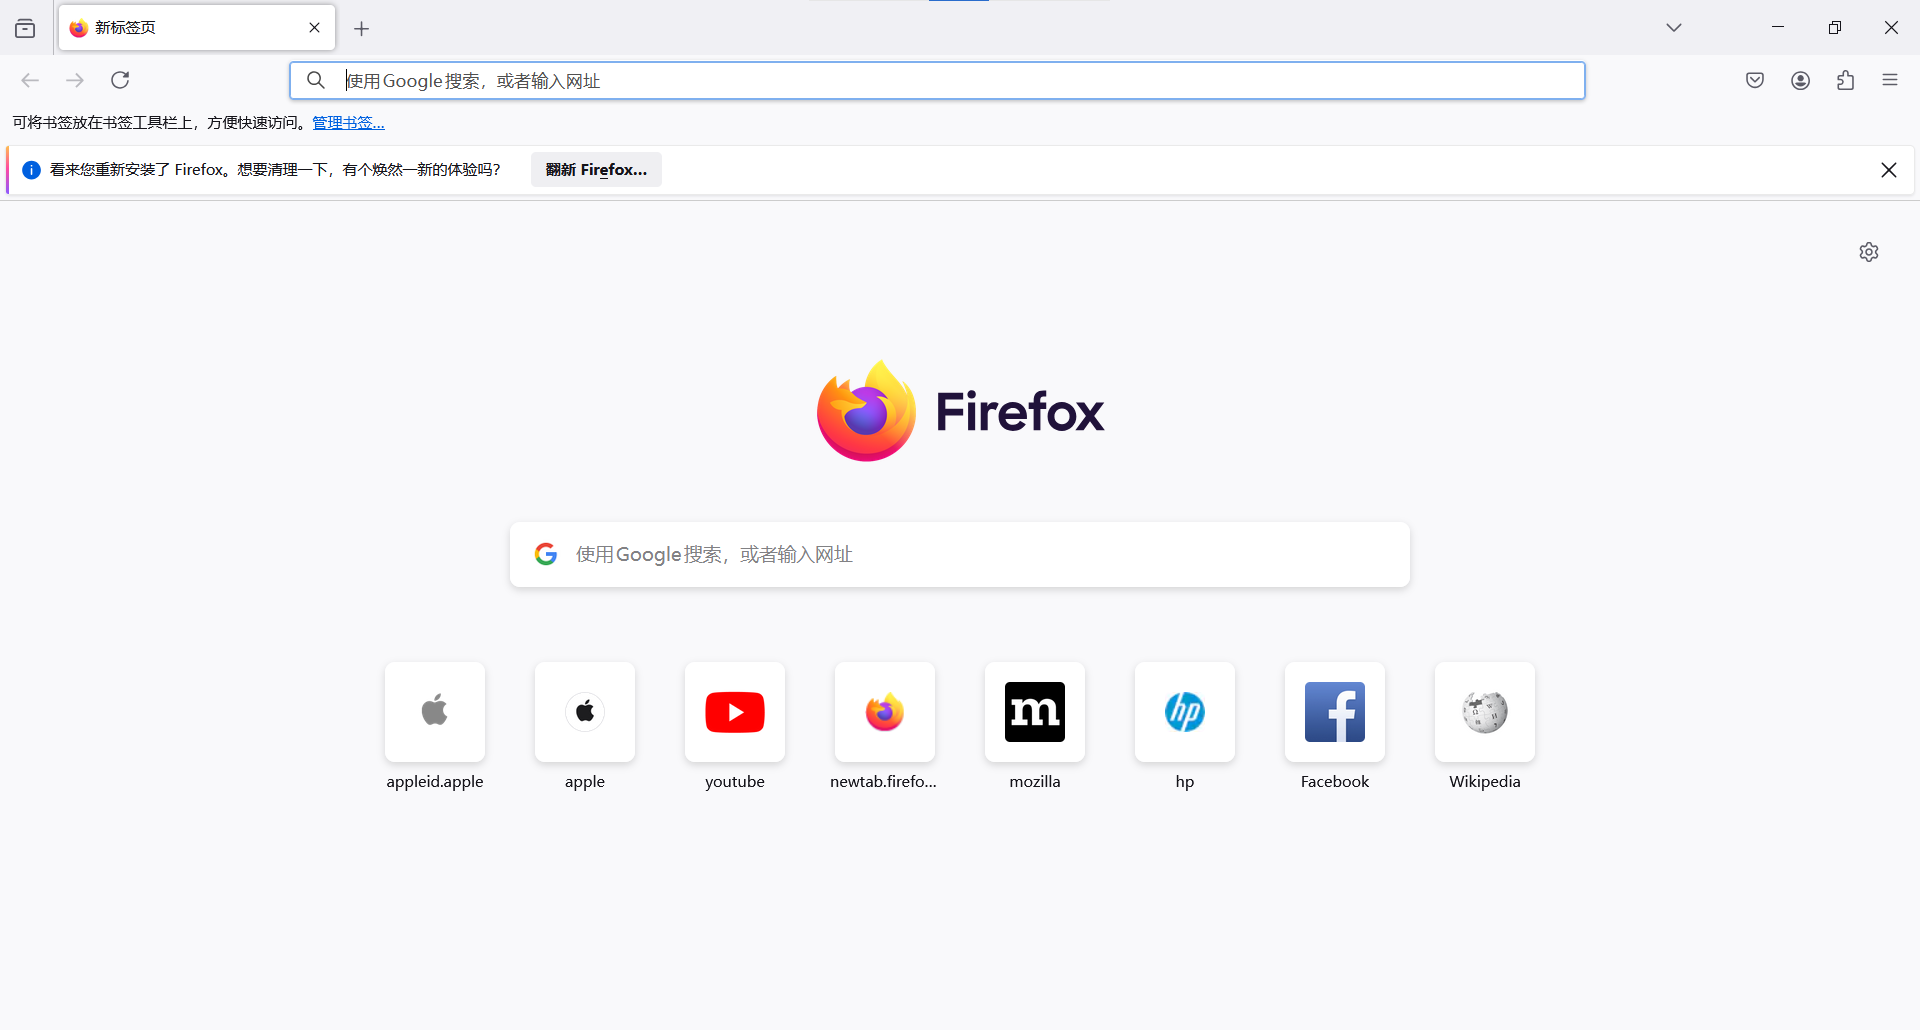 新标签页
使用Google搜索，或者输入网址
可将书签放在书签工具栏上，方便快速访问。管理书签...
看来您重新安装了 Firefox。想要清理一下，有个焕然一新的体验吗？ 翻新 Firefox...
Firefox
使用Google搜索，或者输入网址
m hp f
appleid.apple apple youtube newtab.firefo... mozilla hp Facebook Wikipedia